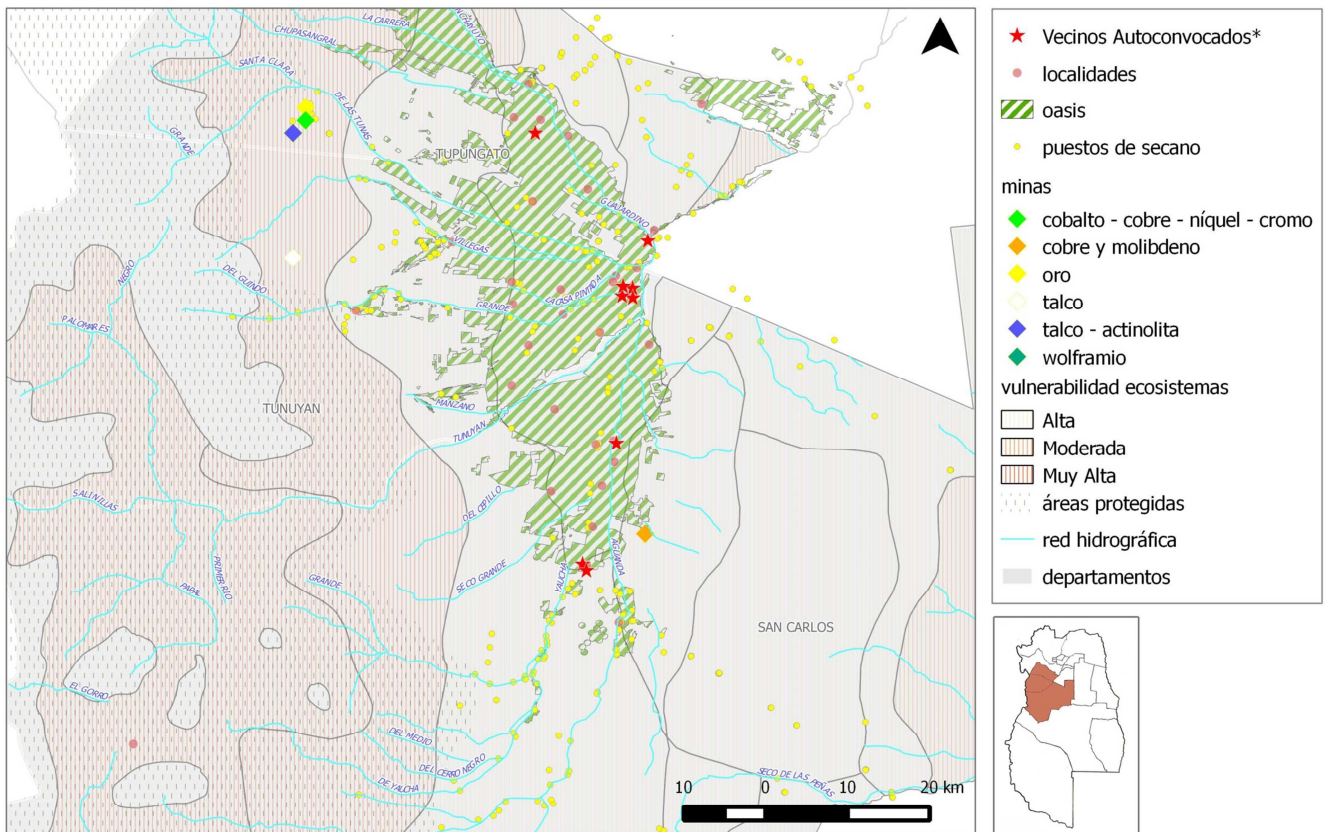 LA CARRERA
CHUPASANGRAL
SANTA CLARA
DE LAS TUNAS
GRANDE
TUPUNGATO
GUAJARDINO
VILLEGAS
NEGRO
DEL GUINDO
LA CASA PINTADA
GRANDE
PALOMARES
TUNUYAN
MANZANO
TUNUYAN
SALINILLAS
DEL CEPILLO
PRIMER RÍO
AGUANDA
SECO GRANDE
YAUCHA
GRANDE
PAPAL
SAN CARLOS
EL GORRO
DEL MEDIO
DEL CERRO NEGRO
DE YAUCHA
SECO DE LAS PEÑAS
10 0 10 20 km
Vecinos Autoconvocados*
localidades
oasis
puestos de secano
minas
cobalto - cobre - níquel - cromo
cobre y molibdeno
oro
talco
talco - actinolita
wolframio
vulnerabilidad ecosistemas
Alta
Moderada
Muy Alta
áreas protegidas
red hidrográfica
departamentos